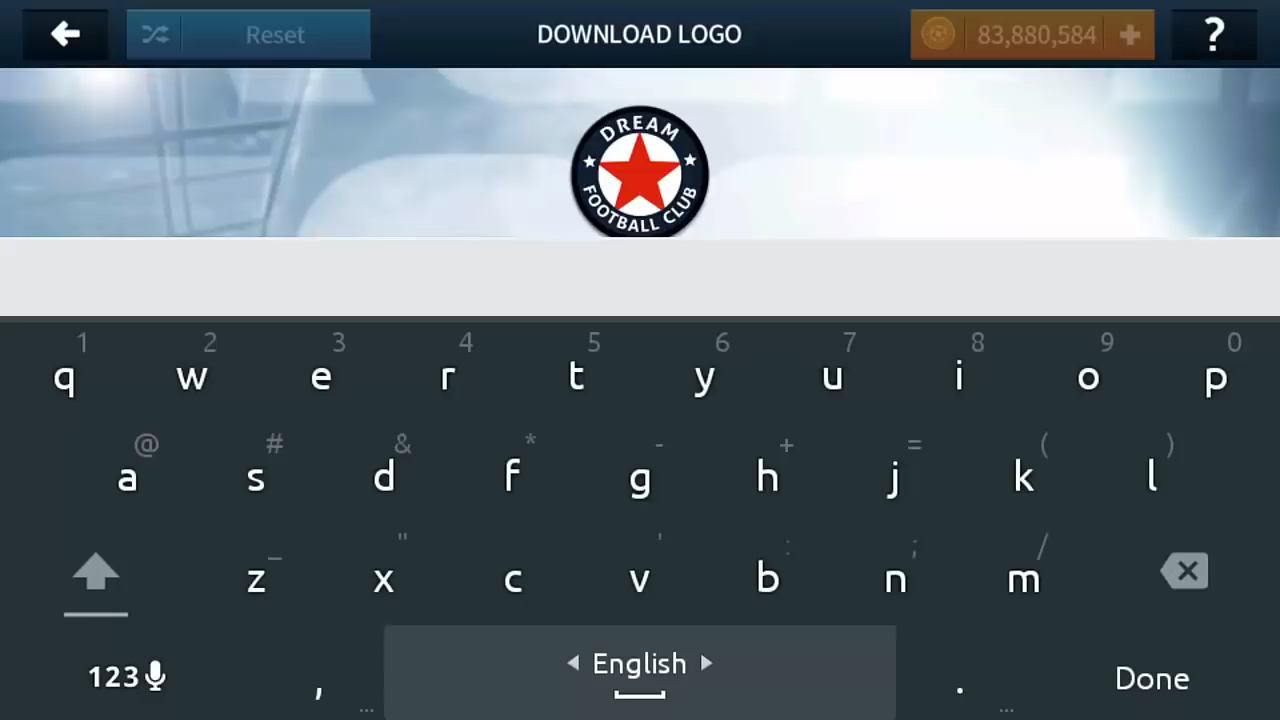 Reset
DOWNLOAD LOGO
83,880,584 +
?
DREAM
FOOTBALL CLUB
1 2 3 4 5 6 7 8 9 0
q w e r t y u i o p
@ # & * - + = ( )
a s d f g h j k l
_ " ' : ; /
z x c v b n m
123 , English . Done
... ...